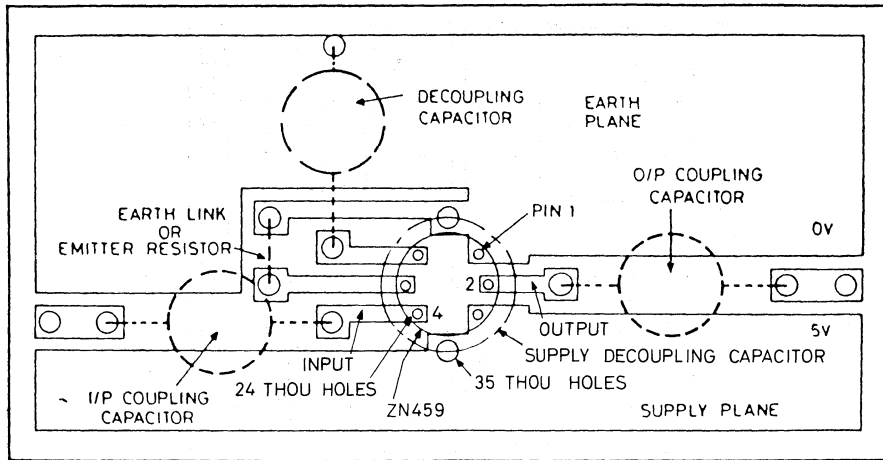 DECOUPLING
CAPACITOR
EARTH
PLANE
O/P COUPLING
CAPACITOR
EARTH LINK
OR
EMITTER RESISTOR
PIN 1
0V
2
4
OUTPUT
5V
INPUT
SUPPLY DECOUPLING CAPACITOR
24 THOU HOLES
35 THOU HOLES
I/P COUPLING
CAPACITOR
ZN459
SUPPLY PLANE